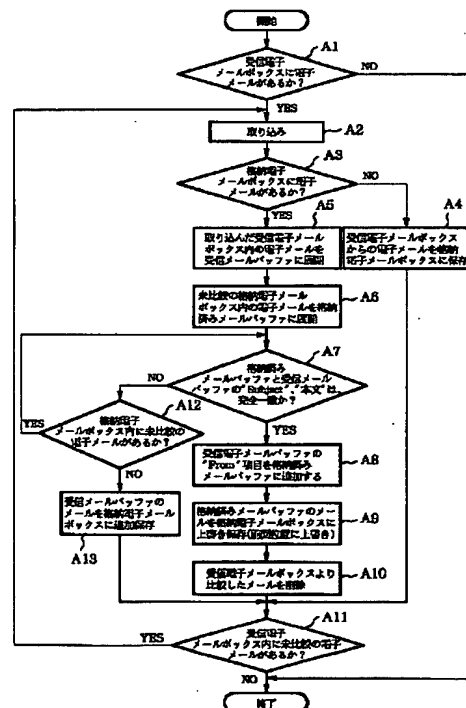 開始
A1
受信電子
メールボックスに電子
メールがあるか?
NO
YES
取り込み
A2
A3
格納電子
メールボックスに電子
メールがあるか?
NO
YES
A5
A4
取り込んだ受信電子メール
ボックス内の電子メールを
受信メールバッファに展開
受信電子メールボックス
からの電子メールを格納
電子メールボックスに保存
未比較の格納電子メール
ボックス内の電子メールを格納
済みメールバッファに展開
A6
A7
格納済み
メールバッファと受信メール
バッファの"Subject"、"本文"は、
完全一致か?
NO
YES
A12
格納電子
メールボックス内に未比較の
電子メールがあるか?
YES
NO
受信電子メールバッファの
"From"項目を格納済み
メールバッファに追加する
A8
受信メールバッファの
メールを格納電子メール
ボックスに追加保存
A13
格納済みメールバッファのメー
ルを格納電子メールボックスに
A9
受信電子メールボックスより
比較したメールを削除
A10
A11
受信電子
メールボックス内に未比較の電子
メールがあるか?
YES
NO
終了